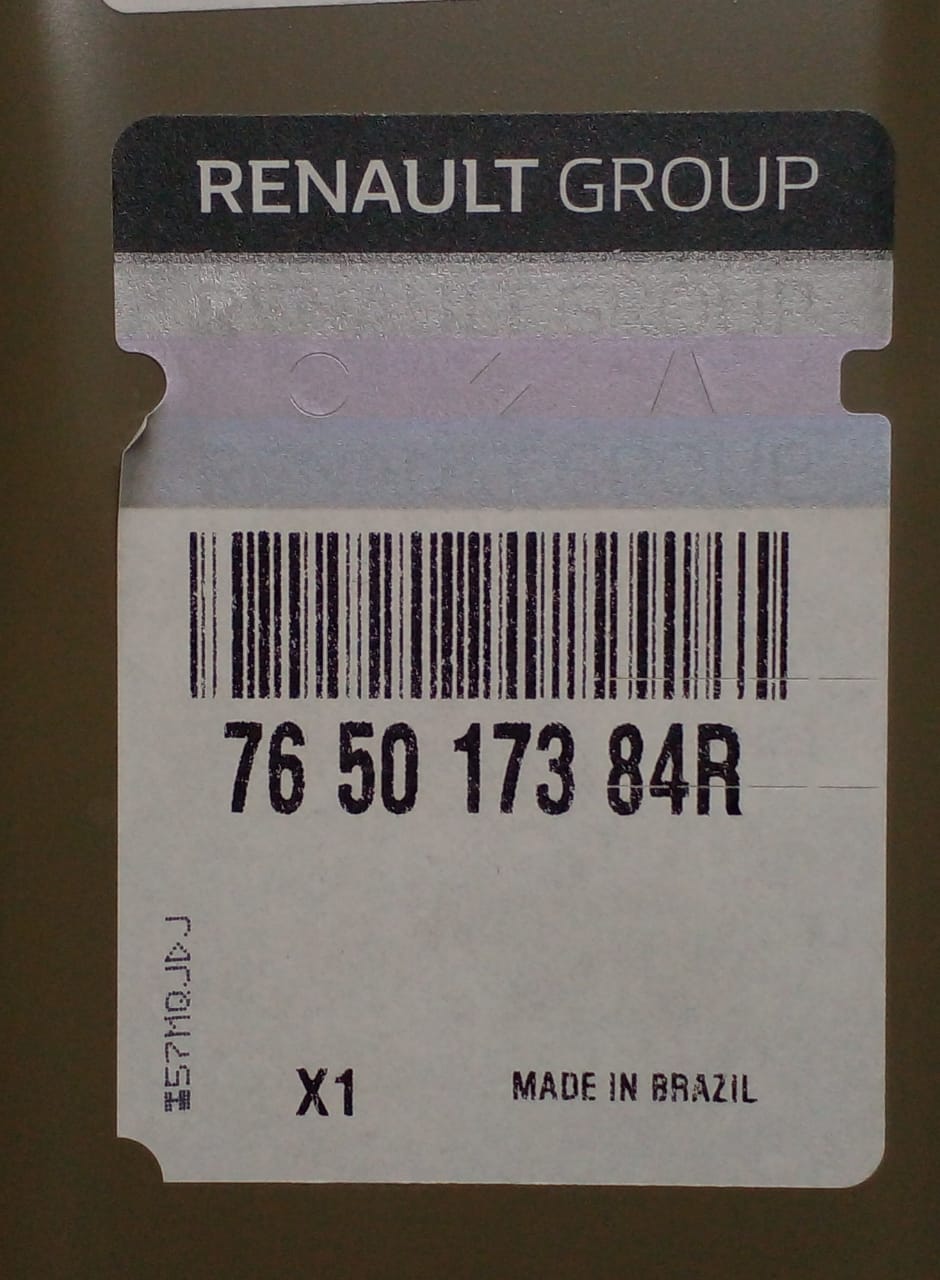 RENAULT GROUP
76 50 173 84R
X1
MADE IN BRAZIL